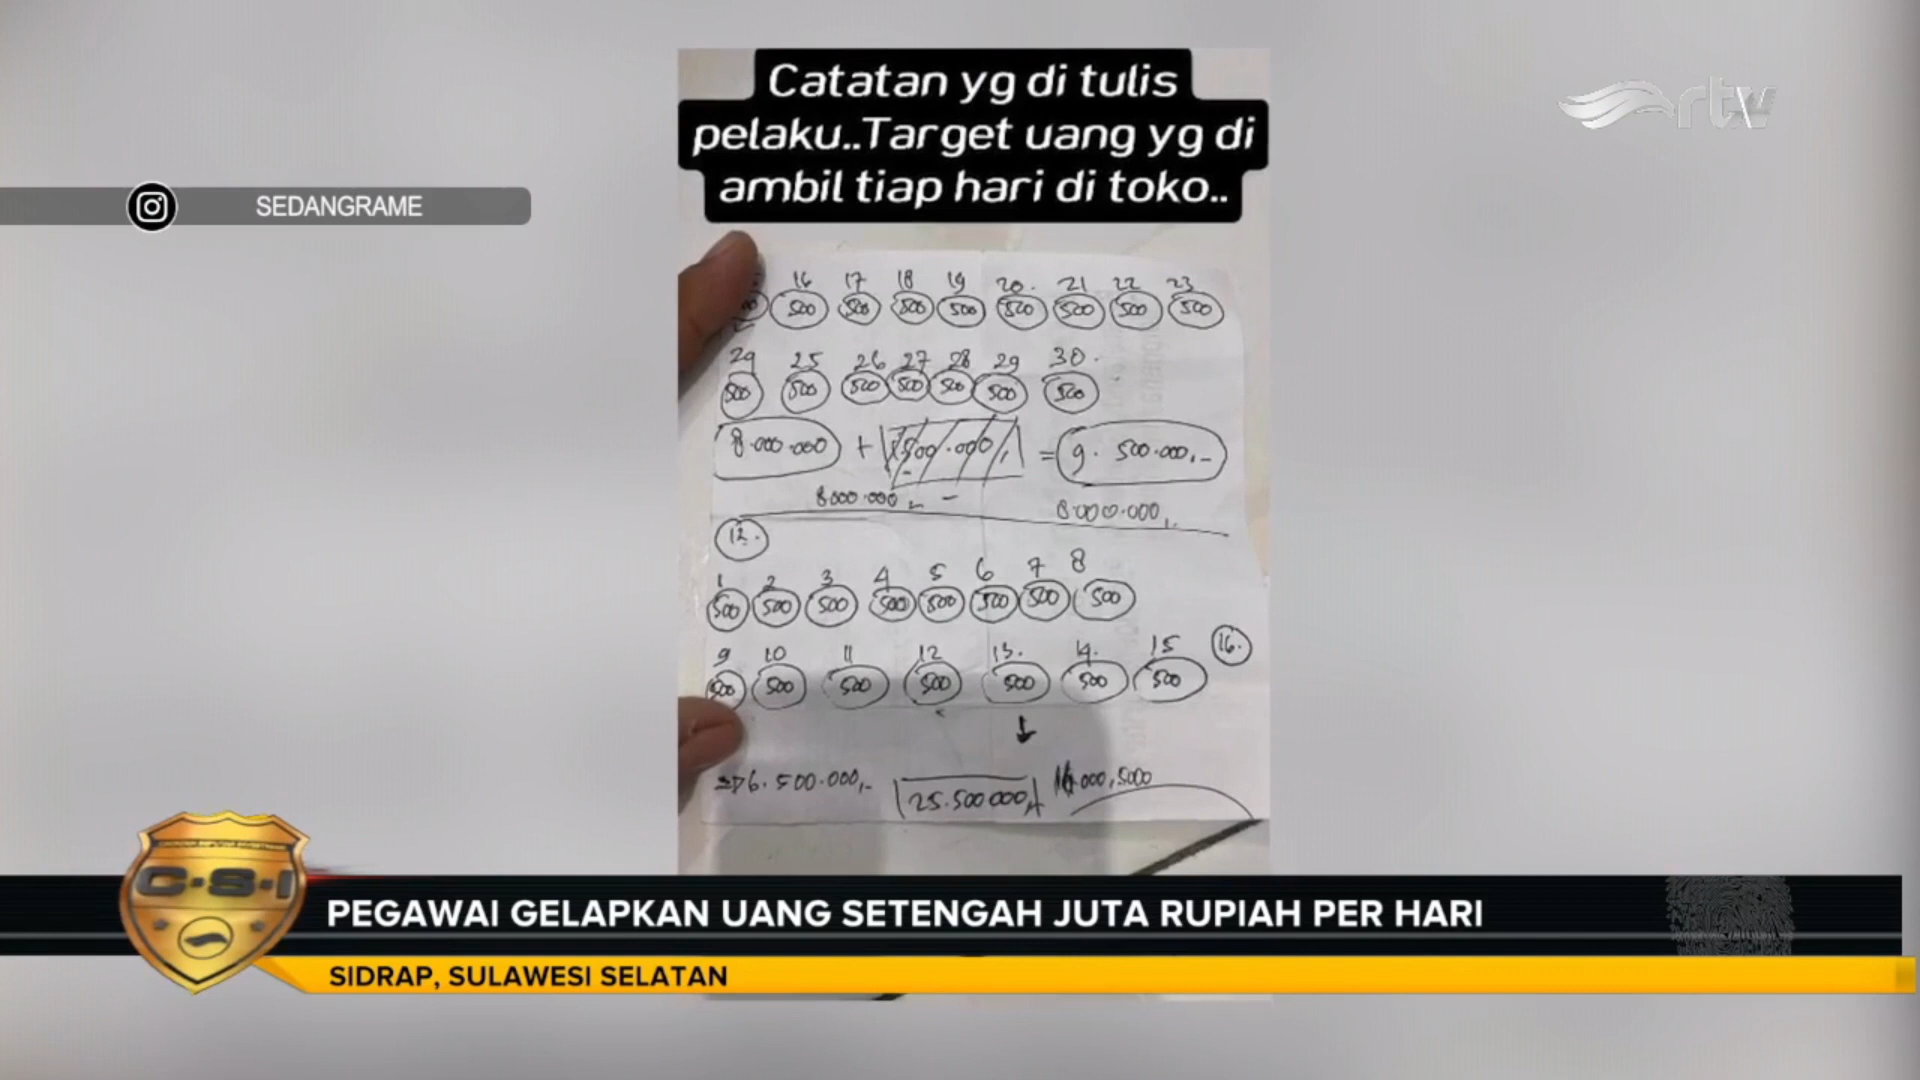 Catatan yg di tulis
pelaku..Target uang yg di
ambil tiap hari di toko..
rtv
SEDANGRAME
16 17 18 19 20. 21 22 23
500 500 500 500 500 500 500 500
24 25 26 27 28 29 30.
500 500 500 500 500 500 500
8.000.000 + 1500.000, = 9.500.000,-
8000.000,- 8.000.000,-
12.
1 2 3 4 5 6 7 8
500 500 500 500 500 500 500 500
9 10 11 12 13. 14. 15 16.
500 500 500 500 500 500 500
6.500.000,- 25.500000,-
C·S·I
PEGAWAI GELAPKAN UANG SETENGAH JUTA RUPIAH PER HARI
SIDRAP, SULAWESI SELATAN